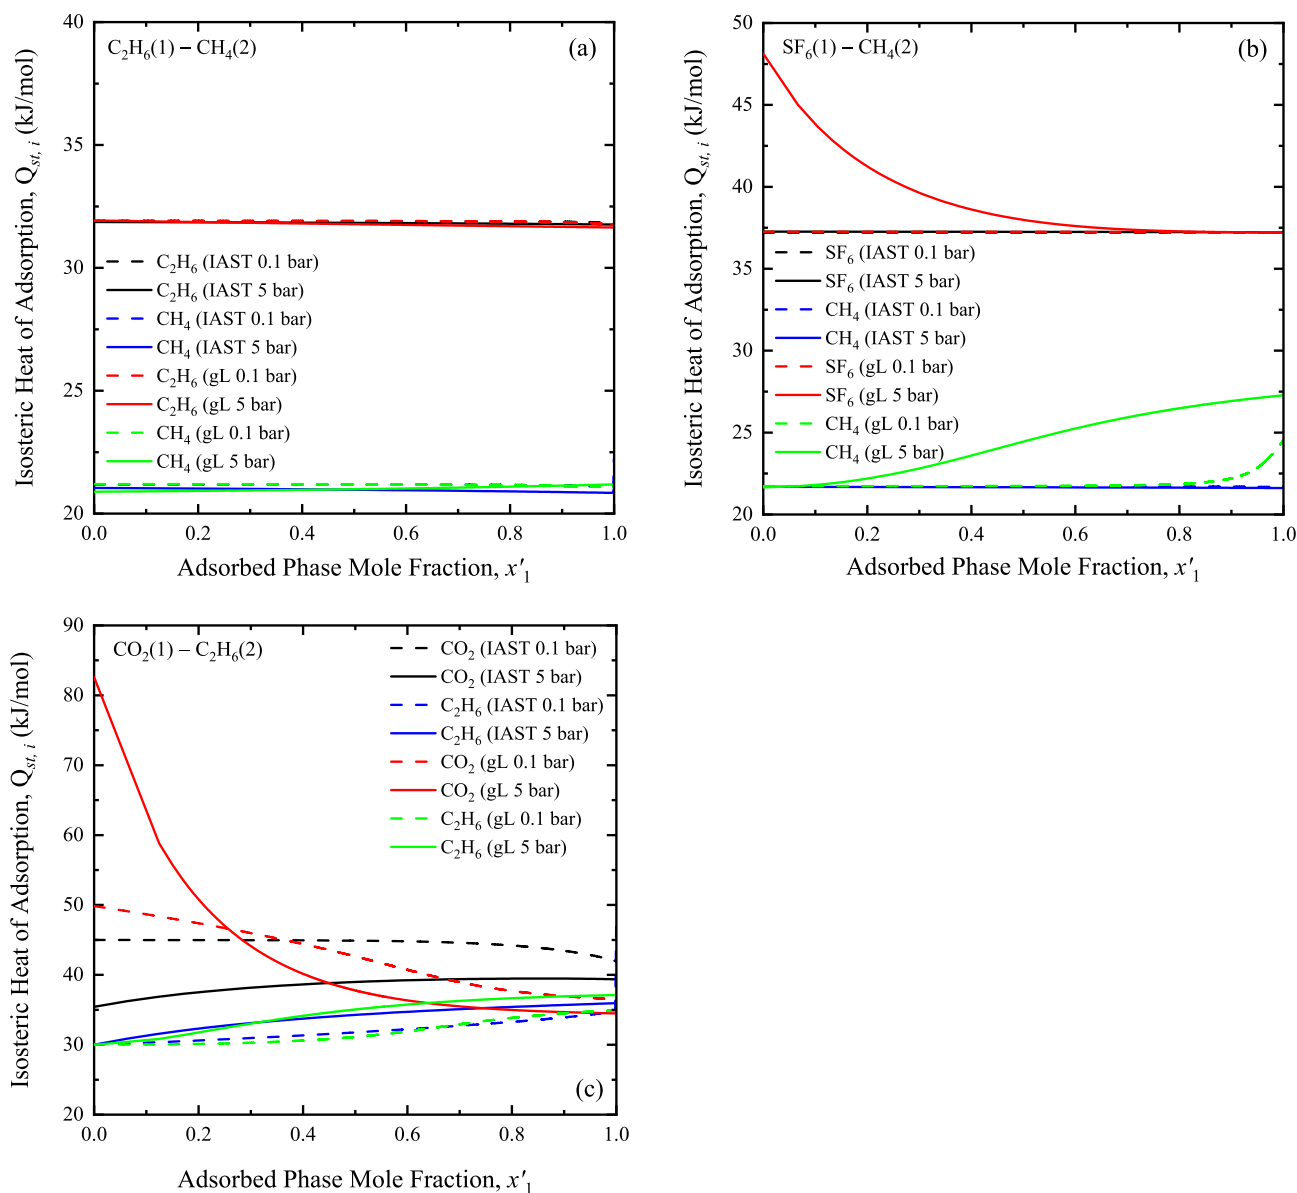 C₂H₆(1) – CH₄(2)
(a)
Isosteric Heat of Adsorption, Q_st, i (kJ/mol)
40
35
30
25
20
C₂H₆ (IAST 0.1 bar)
C₂H₆ (IAST 5 bar)
CH₄ (IAST 0.1 bar)
CH₄ (IAST 5 bar)
C₂H₆ (gL 0.1 bar)
C₂H₆ (gL 5 bar)
CH₄ (gL 0.1 bar)
CH₄ (gL 5 bar)
0.0 0.2 0.4 0.6 0.8 1.0
Adsorbed Phase Mole Fraction, x′₁
SF₆(1) – CH₄(2)
(b)
Isosteric Heat of Adsorption, Q_st, i (kJ/mol)
50
45
40
35
30
25
20
SF₆ (IAST 0.1 bar)
SF₆ (IAST 5 bar)
CH₄ (IAST 0.1 bar)
CH₄ (IAST 5 bar)
SF₆ (gL 0.1 bar)
SF₆ (gL 5 bar)
CH₄ (gL 0.1 bar)
CH₄ (gL 5 bar)
0.0 0.2 0.4 0.6 0.8 1.0
Adsorbed Phase Mole Fraction, x′₁
CO₂(1) – C₂H₆(2)
Isosteric Heat of Adsorption, Q_st, i (kJ/mol)
90
80
70
60
50
40
30
20
CO₂ (IAST 0.1 bar)
CO₂ (IAST 5 bar)
C₂H₆ (IAST 0.1 bar)
C₂H₆ (IAST 5 bar)
CO₂ (gL 0.1 bar)
CO₂ (gL 5 bar)
C₂H₆ (gL 0.1 bar)
C₂H₆ (gL 5 bar)
(c)
0.0 0.2 0.4 0.6 0.8 1.0
Adsorbed Phase Mole Fraction, x′₁